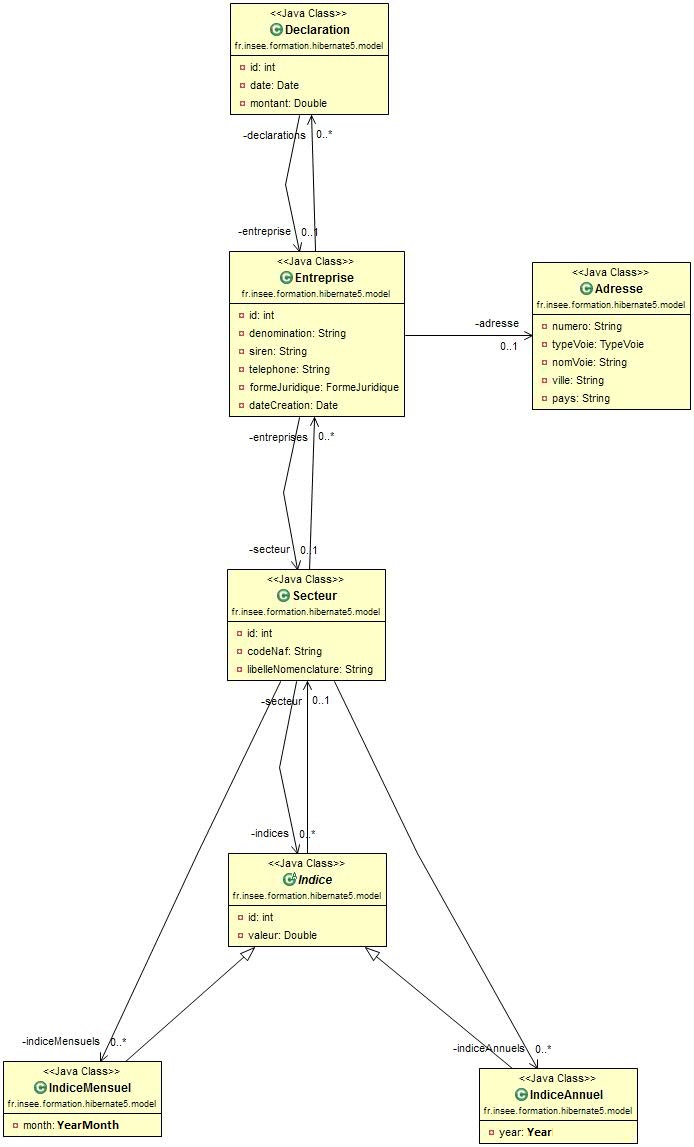 <<Java Class>>
Declaration
fr.insee.formation.hibernate5.model
id: int
date: Date
montant: Double
-declarations 0..*
-entreprise 0..1
<<Java Class>>
Entreprise
fr.insee.formation.hibernate5.model
id: int
denomination: String
siren: String
telephone: String
formeJuridique: FormeJuridique
dateCreation: Date
-adresse
0..1
<<Java Class>>
Adresse
fr.insee.formation.hibernate5.model
numero: String
typeVoie: TypeVoie
nomVoie: String
ville: String
pays: String
-entreprises 0..*
-secteur 0..1
<<Java Class>>
Secteur
fr.insee.formation.hibernate5.model
id: int
codeNaf: String
libelleNomenclature: String
-secteur 0..1
-indices 0..*
<<Java Class>>
Indice
fr.insee.formation.hibernate5.model
id: int
valeur: Double
-indiceMensuels 0..*
-indiceAnnuels 0..*
<<Java Class>>
IndiceMensuel
fr.insee.formation.hibernate5.model
month: YearMonth
<<Java Class>>
IndiceAnnuel
fr.insee.formation.hibernate5.model
year: Year